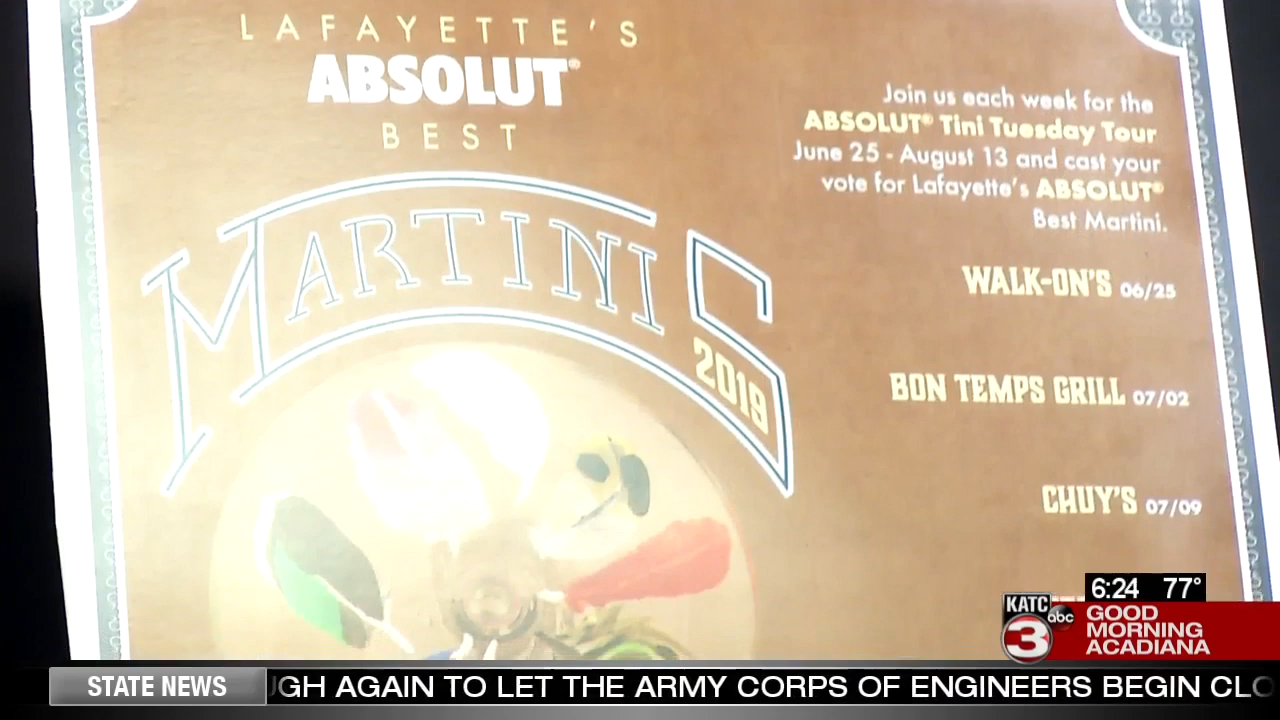 LAFAYETTE'S
ABSOLUT®
BEST
MARTINIS
2019
Join us each week for the
ABSOLUT® Tini Tuesday Tour
June 25 - August 13 and cast your
vote for Lafayette's ABSOLUT®
Best Martini.
WALK-ON'S 06/25
BON TEMPS GRILL 07/02
CHUY'S 07/09
6:24 77°
KATC
abc
3
GOOD
MORNING
ACADIANA
STATE NEWS
AGAIN TO LET THE ARMY CORPS OF ENGINEERS BEGIN